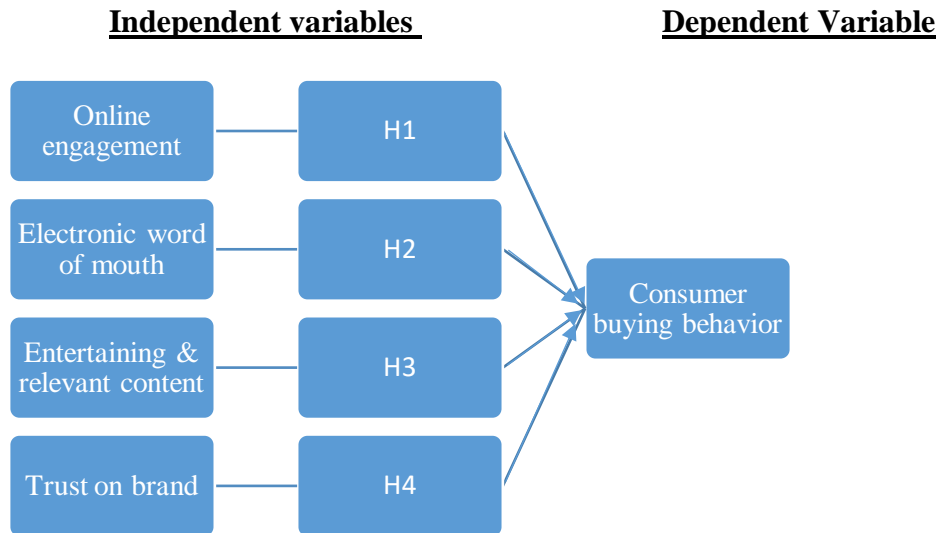 Independent variables
Dependent Variable
Online
engagement
H1
Electronic word
of mouth
H2
Consumer
buying behavior
Entertaining &
relevant content
H3
Trust on brand
H4